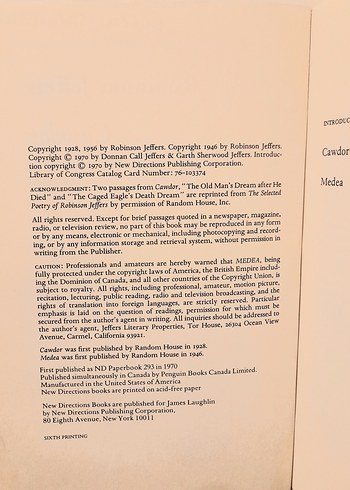 Copyright 1928, 1956 by Robinson Jeffers. Copyright 1946 by Robinson Jeffers.
Copyright © 1970 by Donnan Call Jeffers & Garth Sherwood Jeffers. Introduc-
tion copyright © 1970 by New Directions Publishing Corporation.
Library of Congress Catalog Card Number: 76-103374
ACKNOWLEDGMENT: Two passages from Cawdor, "The Old Man's Dream after He
Died" and "The Caged Eagle's Death Dream" are reprinted from The Selected
Poetry of Robinson Jeffers by permission of Random House, Inc.
All rights reserved. Except for brief passages quoted in a newspaper, magazine,
radio, or television review, no part of this book may be reproduced in any form
or by any means, electronic or mechanical, including photocopying and record-
ing, or by any information storage and retrieval system, without permission in
writing from the Publisher.
CAUTION: Professionals and amateurs are hereby warned that MEDEA, being
fully protected under the copyright laws of America, the British Empire includ-
ing the Dominion of Canada, and all other countries of the Copyright Union, is
subject to royalty. All rights, including professional, amateur, motion picture,
recitation, lecturing, public reading, radio and television broadcasting, and the
rights of translation into foreign languages, are strictly reserved. Particular
emphasis is laid on the question of readings, permission for which must be
secured from the author's agent in writing. All inquiries should be addressed to
the author's agent, Jeffers Literary Properties, Tor House, 26304 Ocean View
Avenue, Carmel, California 93921.
Cawdor was first published by Random House in 1928.
Medea was first published by Random House in 1946.
First published as ND Paperbook 293 in 1970
Published simultaneously in Canada by Penguin Books Canada Limited.
Manufactured in the United States of America
New Directions books are printed on acid-free paper
New Directions Books are published for James Laughlin
by New Directions Publishing Corporation,
80 Eighth Avenue, New York 10011
SIXTH PRINTING
INTRODUC
Cawdor
Medea